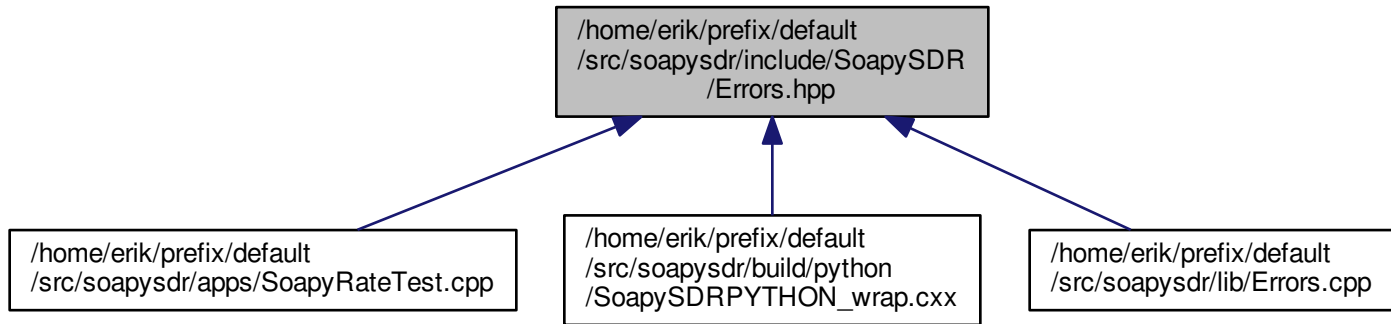 /home/erik/prefix/default
/src/soapysdr/include/SoapySDR
/Errors.hpp
/home/erik/prefix/default
/src/soapysdr/apps/SoapyRateTest.cpp
/home/erik/prefix/default
/src/soapysdr/build/python
/SoapySDRPYTHON_wrap.cxx
/home/erik/prefix/default
/src/soapysdr/lib/Errors.cpp